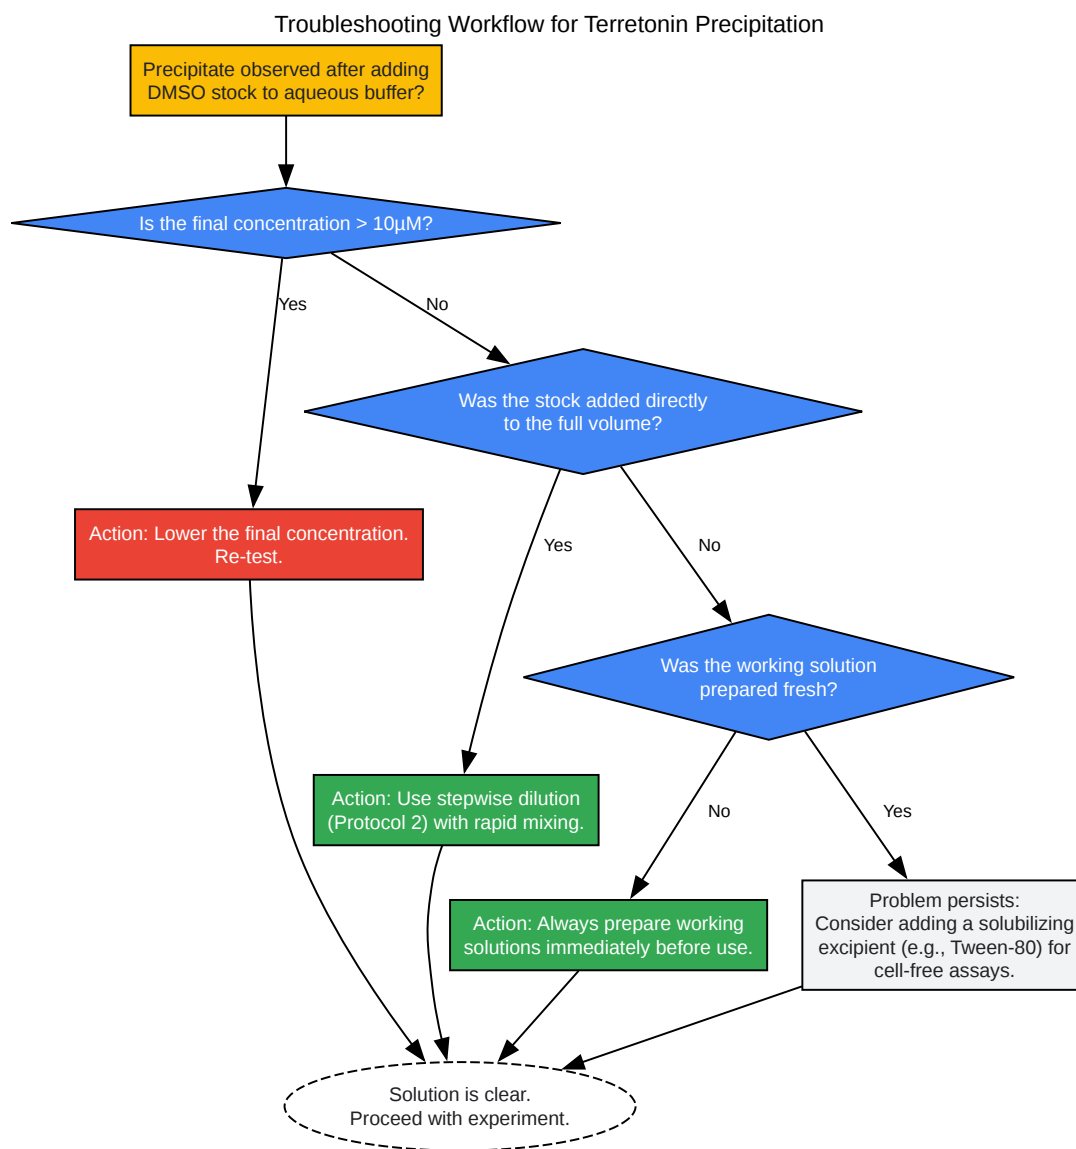 Troubleshooting Workflow for Terretonin Precipitation
Precipitate observed after adding
DMSO stock to aqueous buffer?
Is the final concentration > 10µM?
Yes
No
Was the stock added directly
to the full volume?
Action: Lower the final concentration.
Re-test.
Yes
No
Was the working solution
prepared fresh?
Action: Use stepwise dilution
(Protocol 2) with rapid mixing.
No
Yes
Action: Always prepare working
solutions immediately before use.
Problem persists:
Consider adding a solubilizing
excipient (e.g., Tween-80) for
cell-free assays.
Solution is clear.
Proceed with experiment.